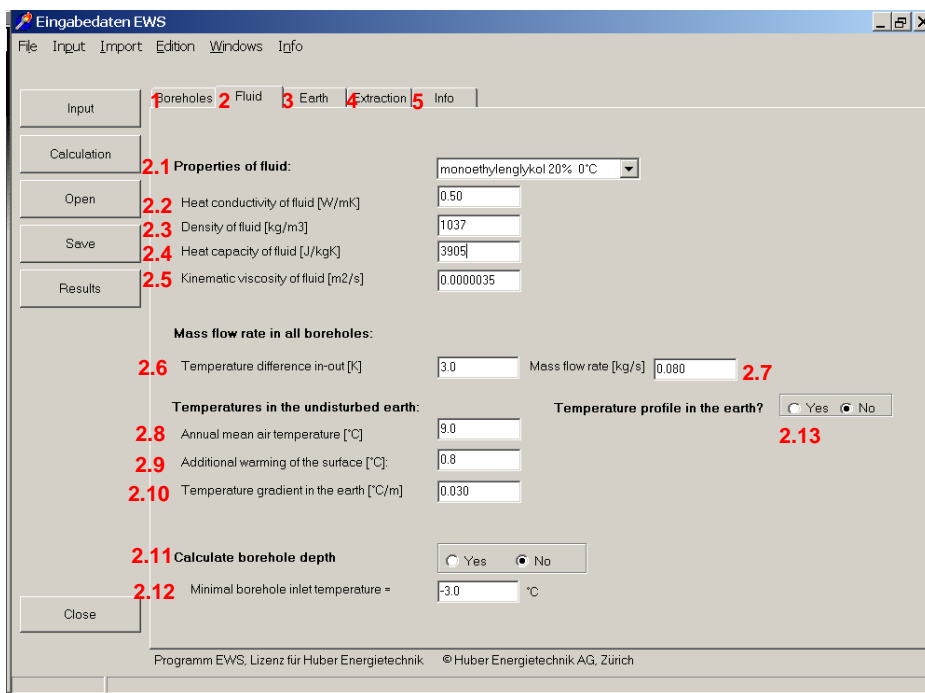 Eingabedaten EWS
File Input Import Edition Windows Info
1 Boreholes 2 Fluid 3 Earth 4 Extraction 5 Info
Input
Calculation
Open
Save
Results
Close
2.1 Properties of fluid: monoethylenglykol 20% 0°C
2.2 Heat conductivity of fluid [W/mK] 0.50
2.3 Density of fluid [kg/m3] 1037
2.4 Heat capacity of fluid [J/kgK] 3905
2.5 Kinematic viscosity of fluid [m2/s] 0.0000035
Mass flow rate in all boreholes:
2.6 Temperature difference in-out [K] 3.0 Mass flow rate [kg/s] 0.080 2.7
Temperatures in the undisturbed earth: Temperature profile in the earth? Yes No
2.13
2.8 Annual mean air temperature [°C] 9.0
2.9 Additional warming of the surface [°C]: 0.8
2.10 Temperature gradient in the earth [°C/m] 0.030
2.11 Calculate borehole depth Yes No
2.12 Minimal borehole inlet temperature = -3.0 °C
Programm EWS, Lizenz für Huber Energietechnik © Huber Energietechnik AG, Zürich